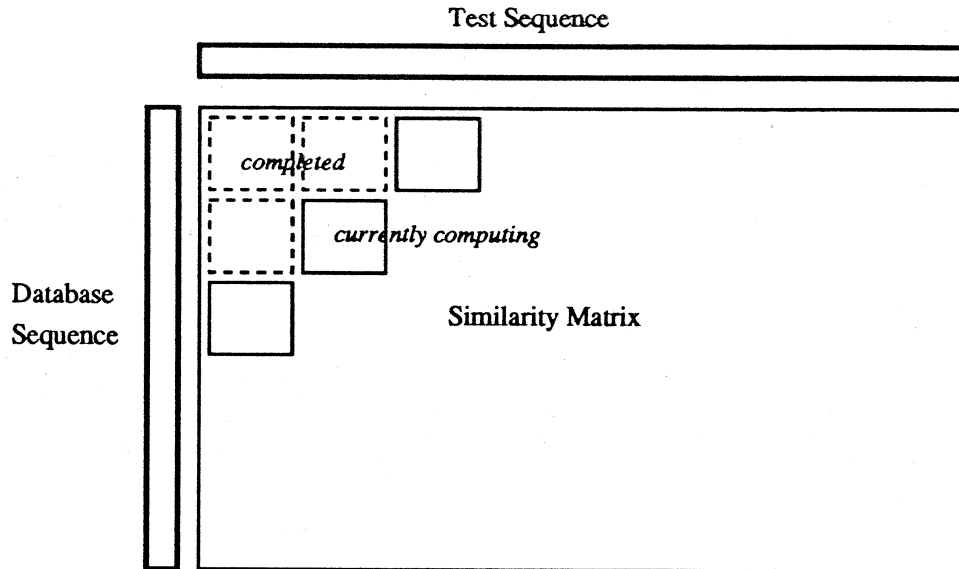 Test Sequence
completed
currently computing
Database
Sequence
Similarity Matrix